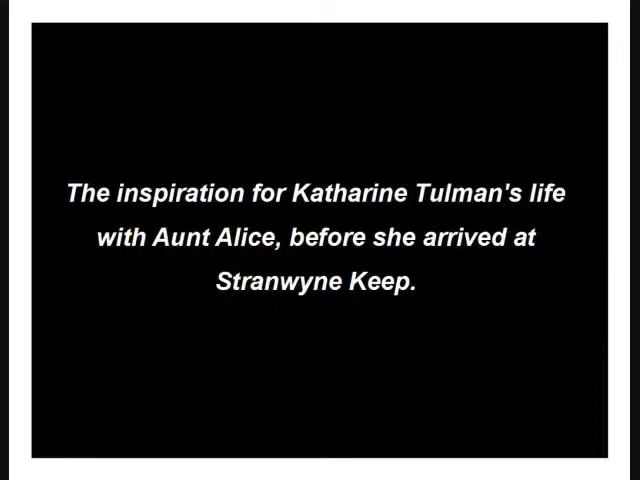 The inspiration for Katharine Tulman's life
with Aunt Alice, before she arrived at
Stranwyne Keep.